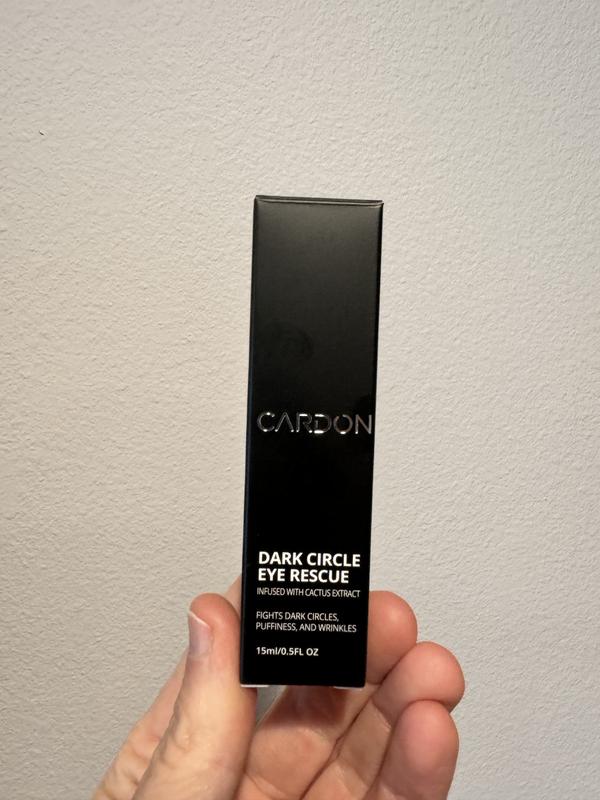 CARDON
DARK CIRCLE
EYE RESCUE
INFUSED WITH CACTUS EXTRACT
FIGHTS DARK CIRCLES,
PUFFINESS, AND WRINKLES
15ml/0.5FL OZ